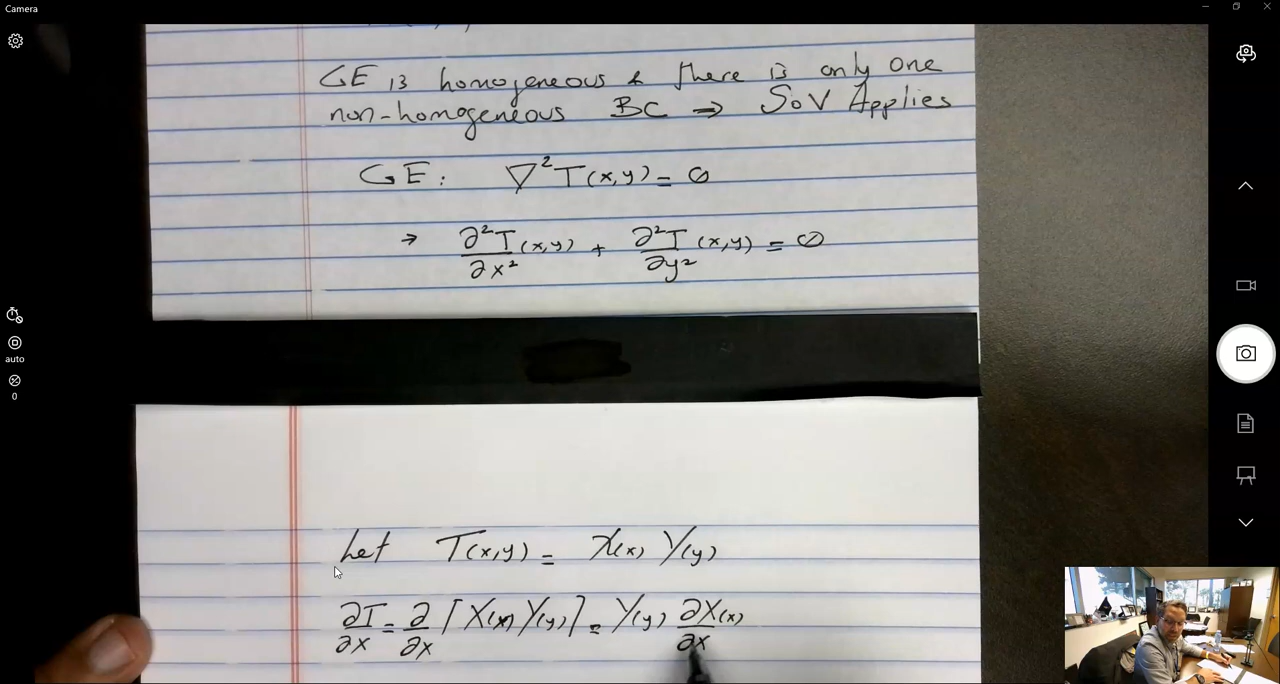 Camera
GE is homogeneous & there is only one
non-homogeneous BC ⇒ SoV Applies
GE: ∇²T(x,y) = 0
→ ∂²T/∂x² (x,y) + ∂²T/∂y² (x,y) = 0
auto
0
Let T(x,y) = X(x) Y(y)
∂T/∂x = ∂/∂x [X(x) Y(y)] = Y(y) ∂X(x)/∂x